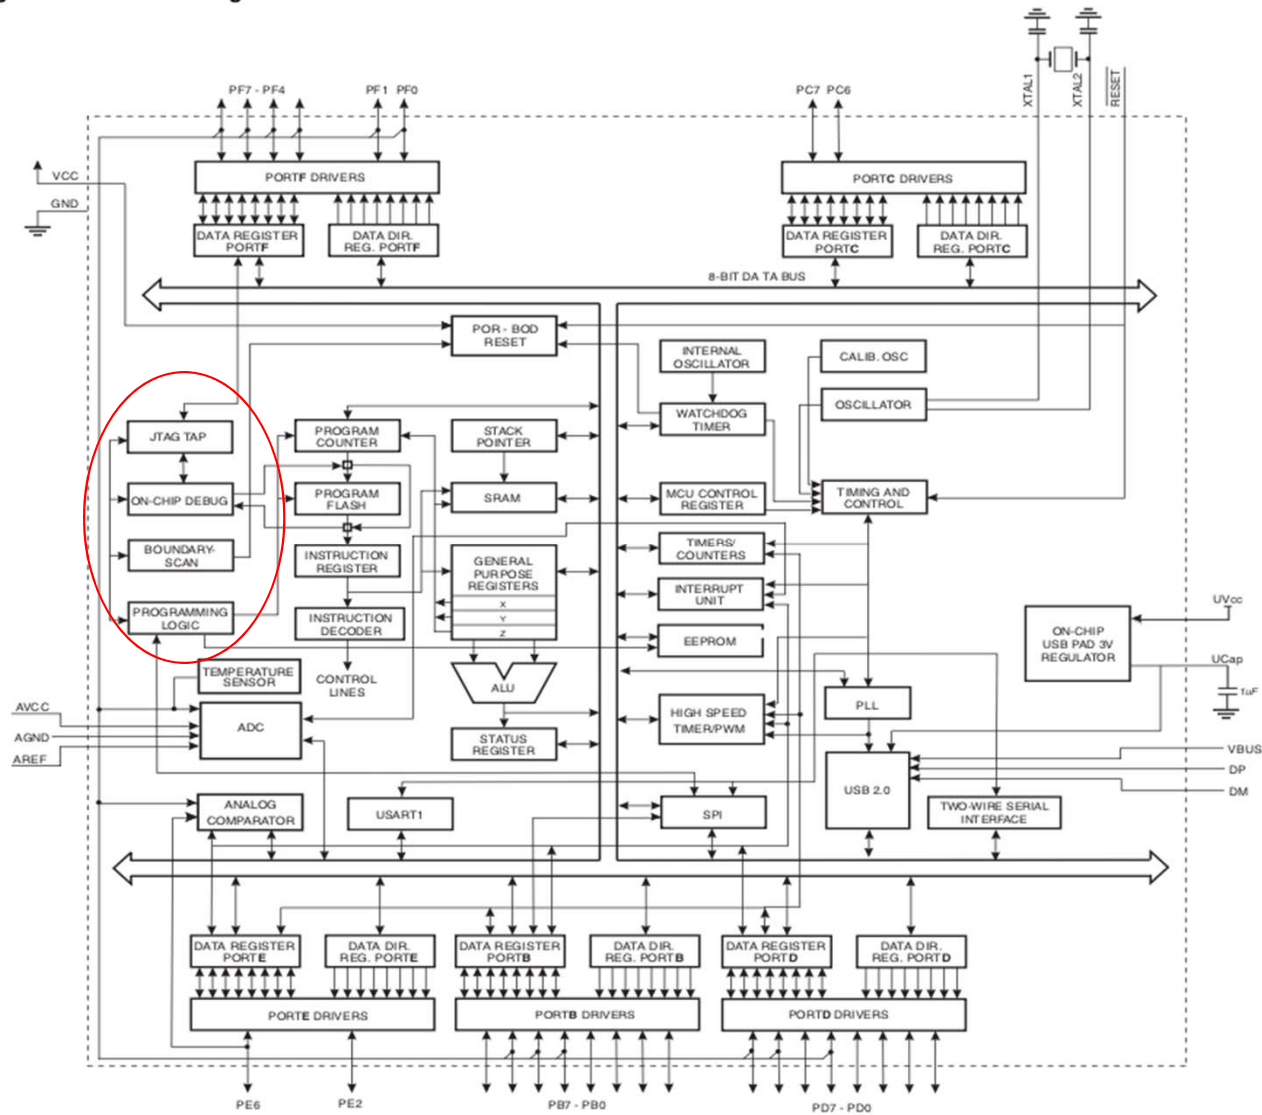 XTAL1
XTAL2
RESET
PF7 - PF4
PF1
PF0
PC7
PC6
VCC
GND
PORTF DRIVERS
PORTC DRIVERS
DATA REGISTER
PORTF
DATA DIR.
REG. PORTF
DATA REGISTER
PORTC
DATA DIR.
REG. PORTC
8-BIT DA TA BUS
POR - BOD
RESET
INTERNAL
OSCILLATOR
CALIB. OSC
OSCILLATOR
WATCHDOG
TIMER
JTAG TAP
PROGRAM
COUNTER
STACK
POINTER
ON-CHIP DEBUG
PROGRAM
FLASH
SRAM
MCU CONTROL
REGISTER
TIMING AND
CONTROL
BOUNDARY-
SCAN
INSTRUCTION
REGISTER
GENERAL
PURPOSE
REGISTERS
X
Y
Z
TIMERS/
COUNTERS
INTERRUPT
UNIT
PROGRAMMING
LOGIC
INSTRUCTION
DECODER
EEPROM
ON-CHIP
USB PAD 3V
REGULATOR
UVcc
UCap
1uF
TEMPERATURE
SENSOR
CONTROL
LINES
ALU
PLL
AVCC
AGND
AREF
ADC
STATUS
REGISTER
HIGH SPEED
TIMER/PWM
VBUS
DP
DM
ANALOG
COMPARATOR
USART1
SPI
USB 2.0
TWO-WIRE SERIAL
INTERFACE
DATA REGISTER
PORTE
DATA DIR.
REG. PORTE
DATA REGISTER
PORTB
DATA DIR.
REG. PORTB
DATA REGISTER
PORTD
DATA DIR.
REG. PORTD
PORTE DRIVERS
PORTB DRIVERS
PORTD DRIVERS
PE6
PE2
PB7 - PB0
PD7 - PD0